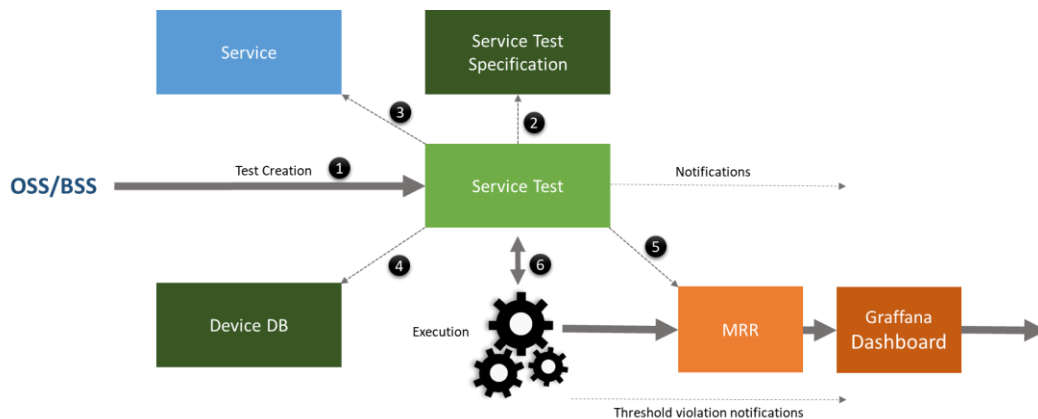 Service
Service Test
Specification
3
2
Test Creation
1
OSS/BSS
Service Test
Notifications
4
6
5
Device DB
Execution
MRR
Graffana
Dashboard
Threshold violation notifications